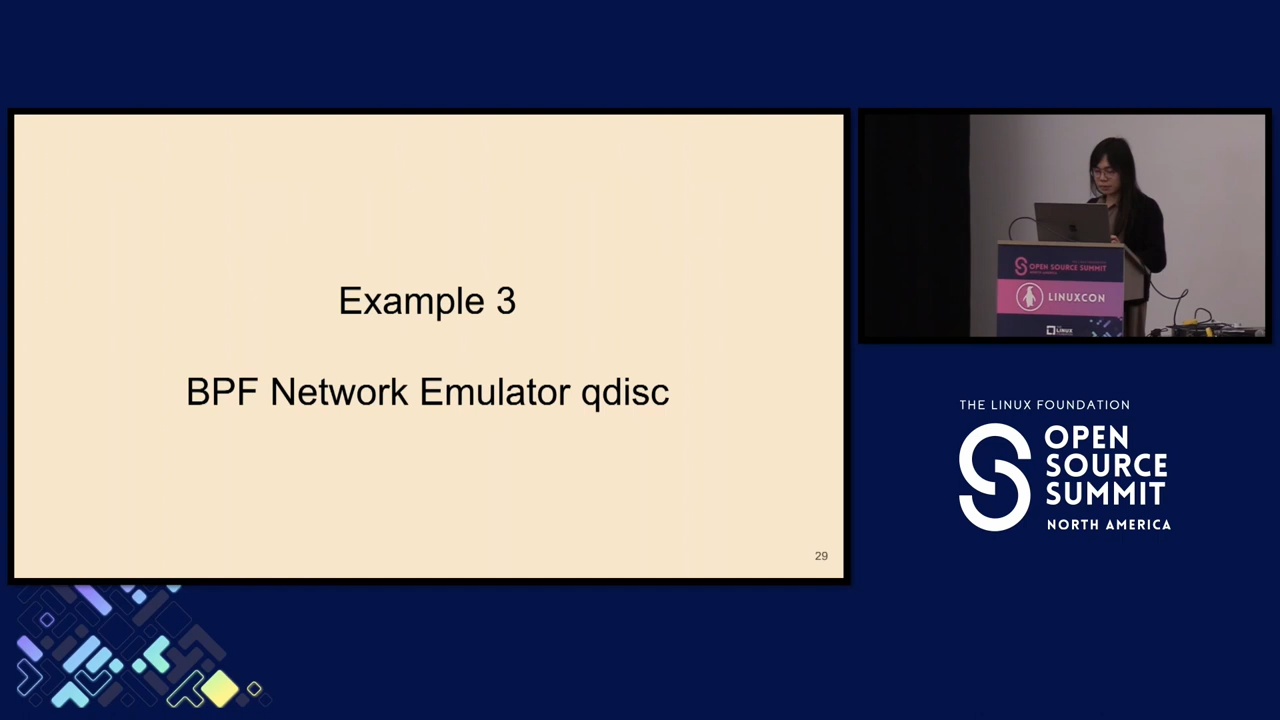 Example 3
BPF Network Emulator qdisc
29
OPEN SOURCE SUMMIT
LINUXCON
THE LINUX FOUNDATION
OPEN
SOURCE
SUMMIT
NORTH AMERICA